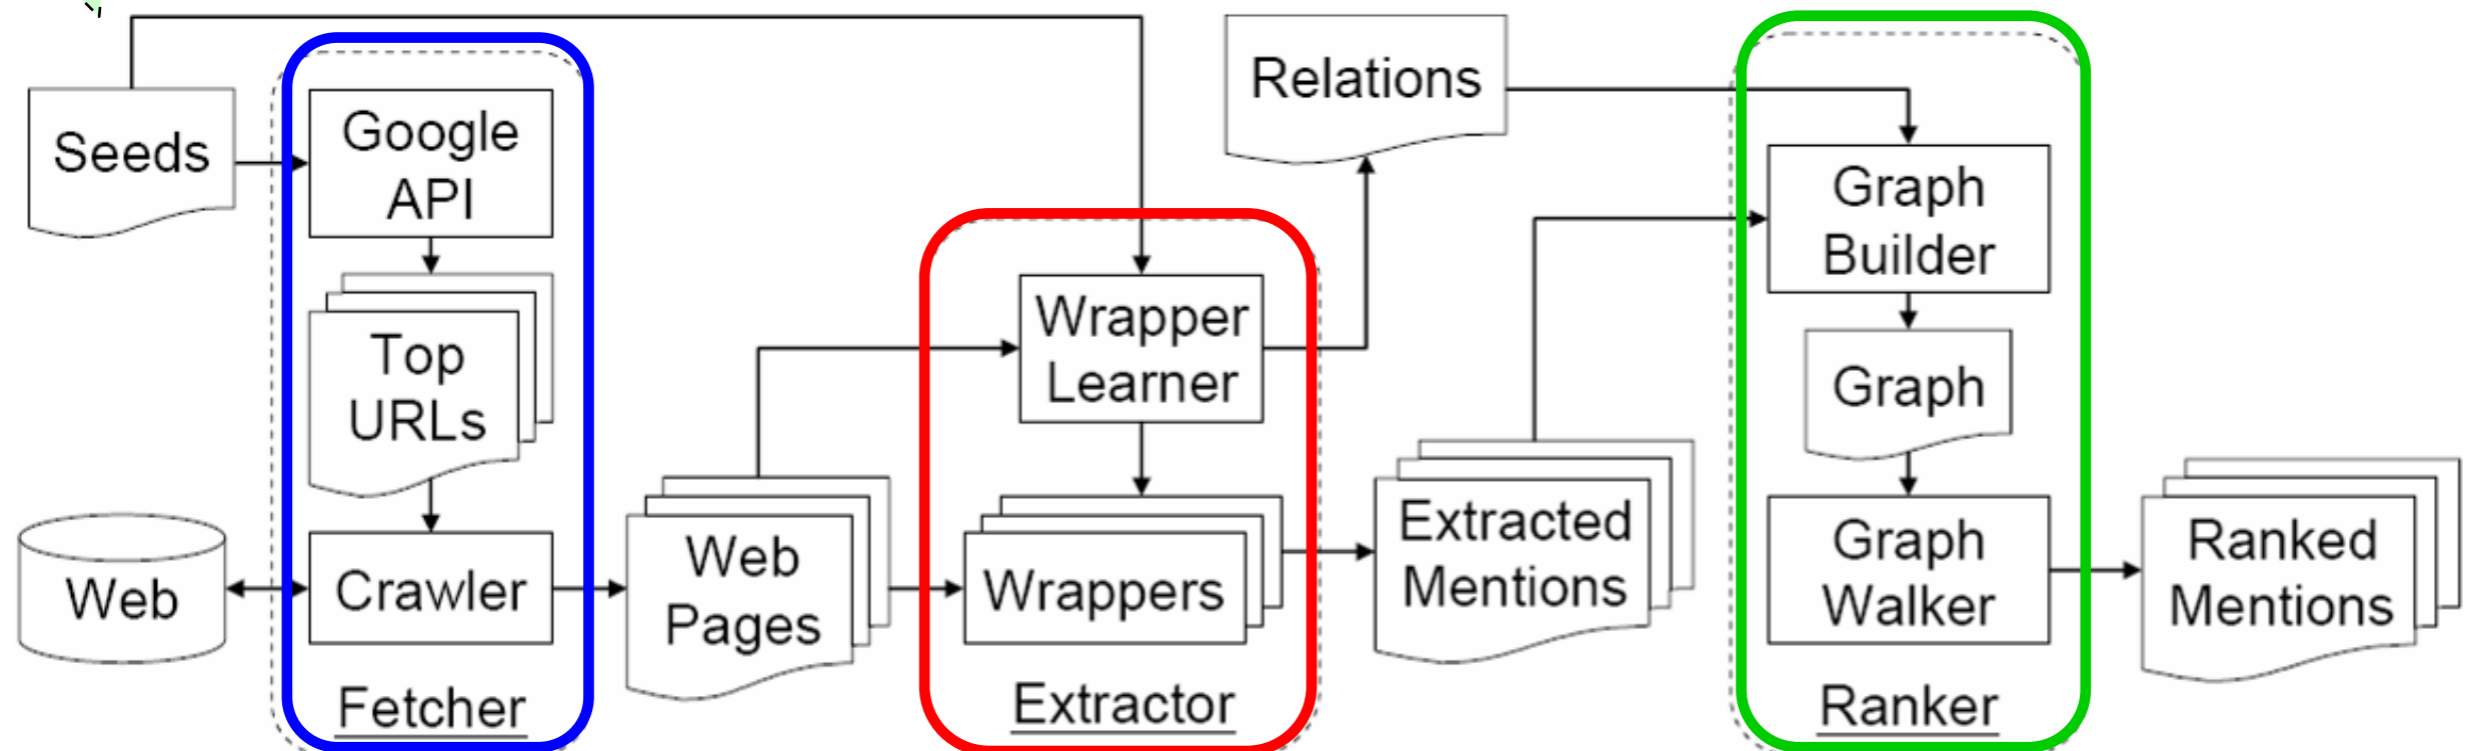 Seeds
Google
API
Top
URLs
Web
Crawler
Fetcher
Web
Pages
Wrapper
Learner
Wrappers
Extractor
Relations
Extracted
Mentions
Graph
Builder
Graph
Graph
Walker
Ranker
Ranked
Mentions